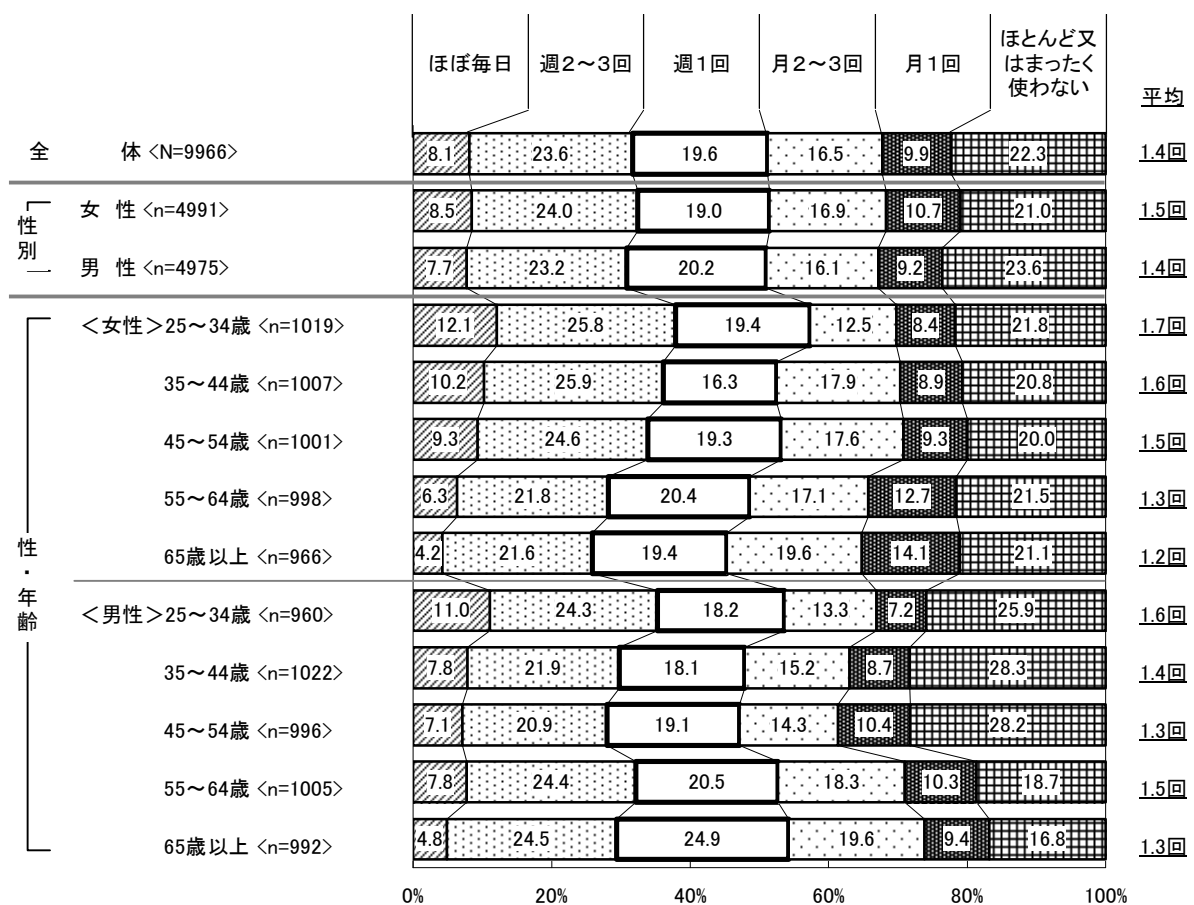 ほぼ毎日 週2～3回 週1回 月2～3回 月1回 ほとんど又はまったく使わない
平均
全 体 <N=9966> 8.1 23.6 19.6 16.5 9.9 22.3 1.4回
性別
女 性 <n=4991> 8.5 24.0 19.0 16.9 10.7 21.0 1.5回
男 性 <n=4975> 7.7 23.2 20.2 16.1 9.2 23.6 1.4回
性・年齢
＜女性＞25～34歳 <n=1019> 12.1 25.8 19.4 12.5 8.4 21.8 1.7回
35～44歳 <n=1007> 10.2 25.9 16.3 17.9 8.9 20.8 1.6回
45～54歳 <n=1001> 9.3 24.6 19.3 17.6 9.3 20.0 1.5回
55～64歳 <n=998> 6.3 21.8 20.4 17.1 12.7 21.5 1.3回
65歳以上 <n=966> 4.2 21.6 19.4 19.6 14.1 21.1 1.2回
＜男性＞25～34歳 <n=960> 11.0 24.3 18.2 13.3 7.2 25.9 1.6回
35～44歳 <n=1022> 7.8 21.9 18.1 15.2 8.7 28.3 1.4回
45～54歳 <n=996> 7.1 20.9 19.1 14.3 10.4 28.2 1.3回
55～64歳 <n=1005> 7.8 24.4 20.5 18.3 10.3 18.7 1.5回
65歳以上 <n=992> 4.8 24.5 24.9 19.6 9.4 16.8 1.3回
0% 20% 40% 60% 80% 100%